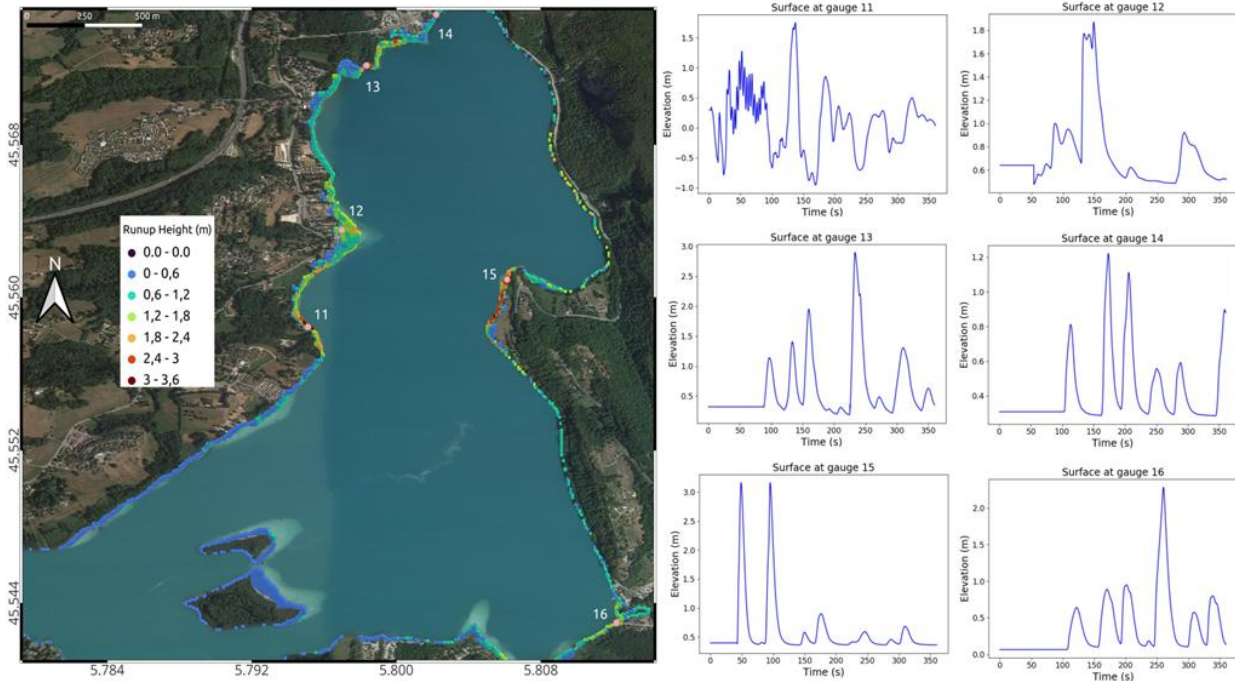 0 250 500 m
14
13
45.568
12
Runup Height (m)
0.0 - 0.0
0 - 0,6
0,6 - 1,2
1,2 - 1,8
1,8 - 2,4
2,4 - 3
3 - 3,6
N
15
45.560
11
45.552
45.544
16
5.784 5.792 5.800 5.808
Surface at gauge 11
Elevation (m)
1.5
1.0
0.5
0.0
−0.5
−1.0
0 50 100 150 200 250 300 350
Time (s)
Surface at gauge 12
Elevation (m)
1.8
1.6
1.4
1.2
1.0
0.8
0.6
0 50 100 150 200 250 300 350
Time (s)
Surface at gauge 13
Elevation (m)
3.0
2.5
2.0
1.5
1.0
0.5
0 50 100 150 200 250 300 350
Time (s)
Surface at gauge 14
Elevation (m)
1.2
1.0
0.8
0.6
0.4
0 50 100 150 200 250 300 350
Time (s)
Surface at gauge 15
Elevation (m)
3.0
2.5
2.0
1.5
1.0
0.5
0 50 100 150 200 250 300 350
Time (s)
Surface at gauge 16
Elevation (m)
2.0
1.5
1.0
0.5
0.0
0 50 100 150 200 250 300 350
Time (s)